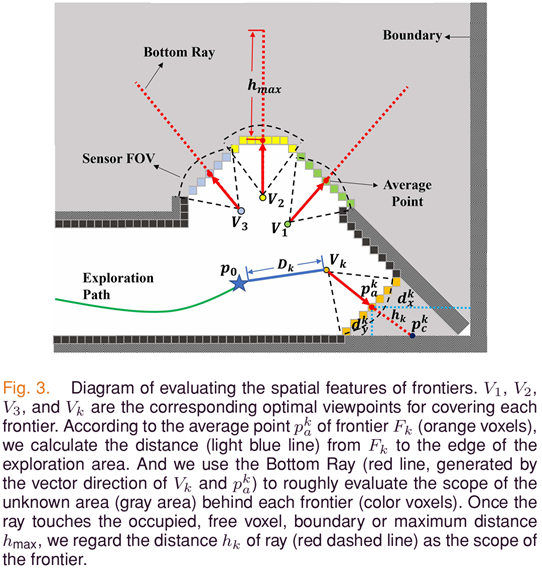 Boundary
Bottom Ray
h_max
Sensor FOV
Average
Point
V_2
V_3
V_1
p_0
D_k
V_k
Exploration
Path
p_a^k
d_x^k
h_k
d_y^k
p_c^k
Fig. 3. Diagram of evaluating the spatial features of frontiers. V_1, V_2,
V_3, and V_k are the corresponding optimal viewpoints for covering each
frontier. According to the average point p_a^k of frontier F_k (orange voxels),
we calculate the distance (light blue line) from F_k to the edge of the
exploration area. And we use the Bottom Ray (red line, generated by
the vector direction of V_k and p_a^k) to roughly evaluate the scope of the
unknown area (gray area) behind each frontier (color voxels). Once the
ray touches the occupied, free voxel, boundary or maximum distance
h_max, we regard the distance h_k of ray (red dashed line) as the scope of
the frontier.